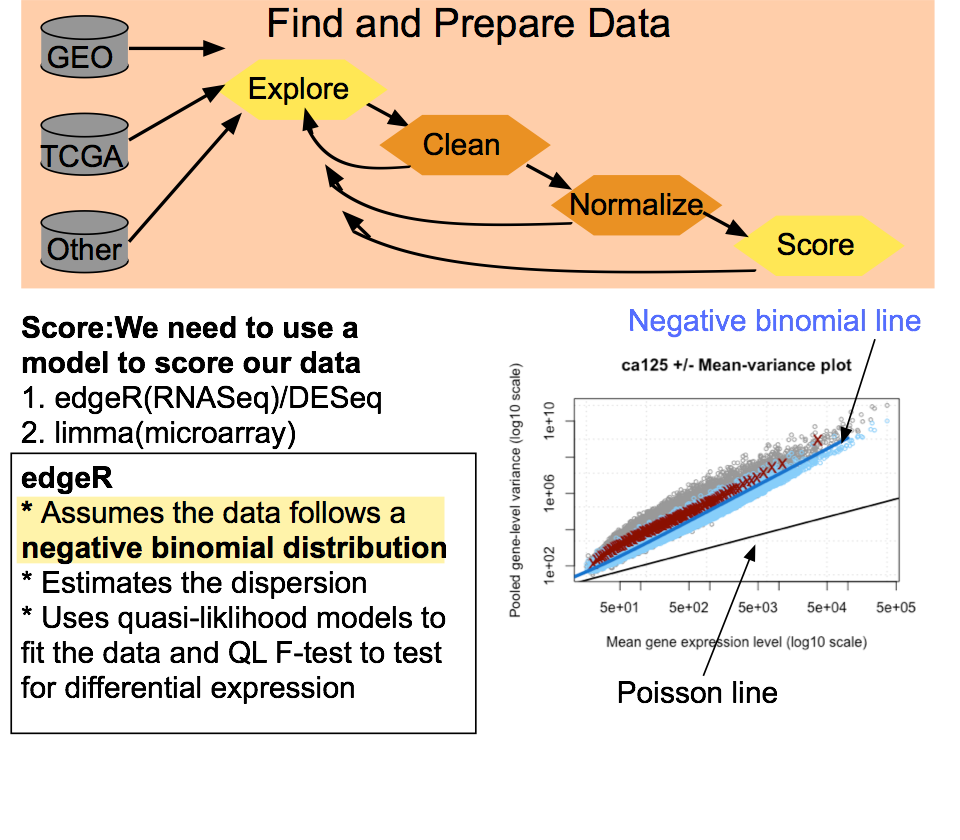 Find and Prepare Data
GEO
TCGA
Other
Explore
Clean
Normalize
Score
Score:We need to use a
model to score our data
1. edgeR(RNASeq)/DESeq
2. limma(microarray)
edgeR
* Assumes the data follows a
negative binomial distribution
* Estimates the dispersion
* Uses quasi-liklihood models to
fit the data and QL F-test to test
for differential expression
Negative binomial line
ca125 +/- Mean-variance plot
Pooled gene-level variance (log10 scale)
1e+10
1e+06
1e+02
5e+01 5e+02 5e+03 5e+04 5e+05
Mean gene expression level (log10 scale)
Poisson line